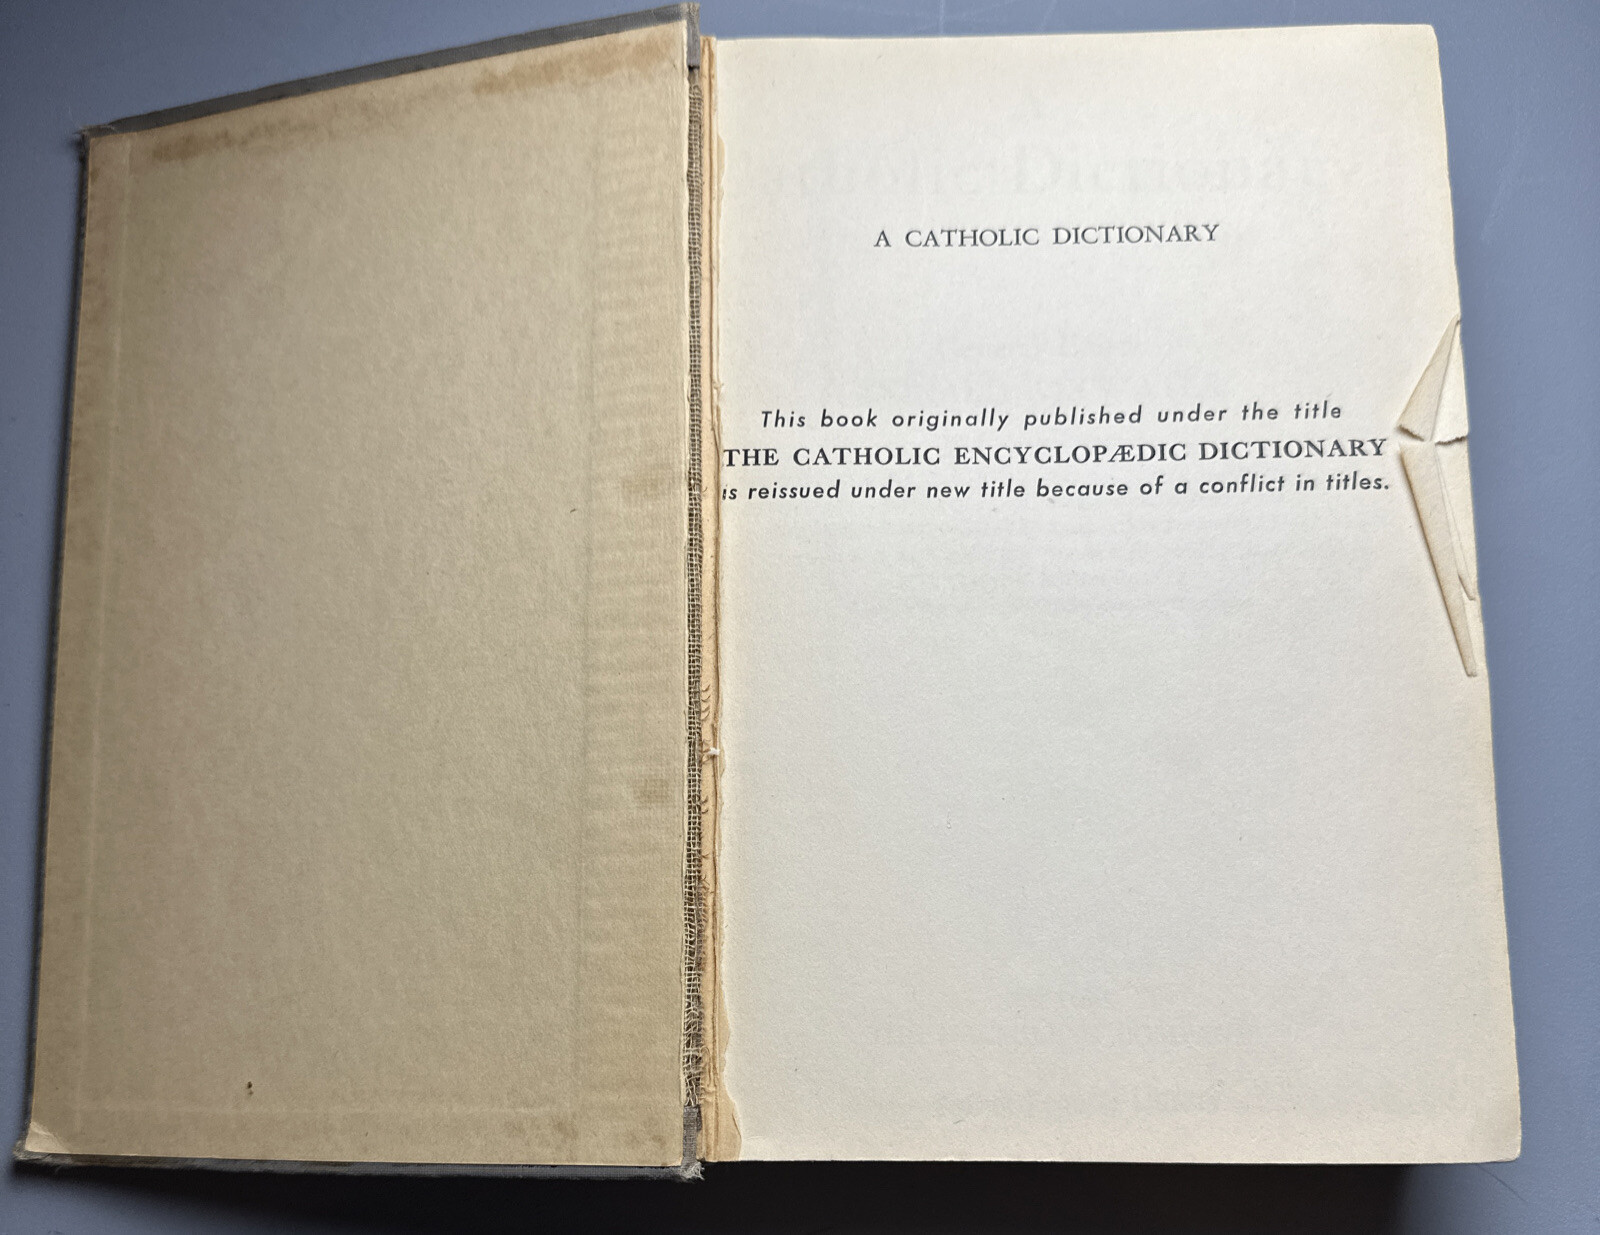 A CATHOLIC DICTIONARY
This book originally published under the title
THE CATHOLIC ENCYCLOPÆDIC DICTIONARY
is reissued under new title because of a conflict in titles.